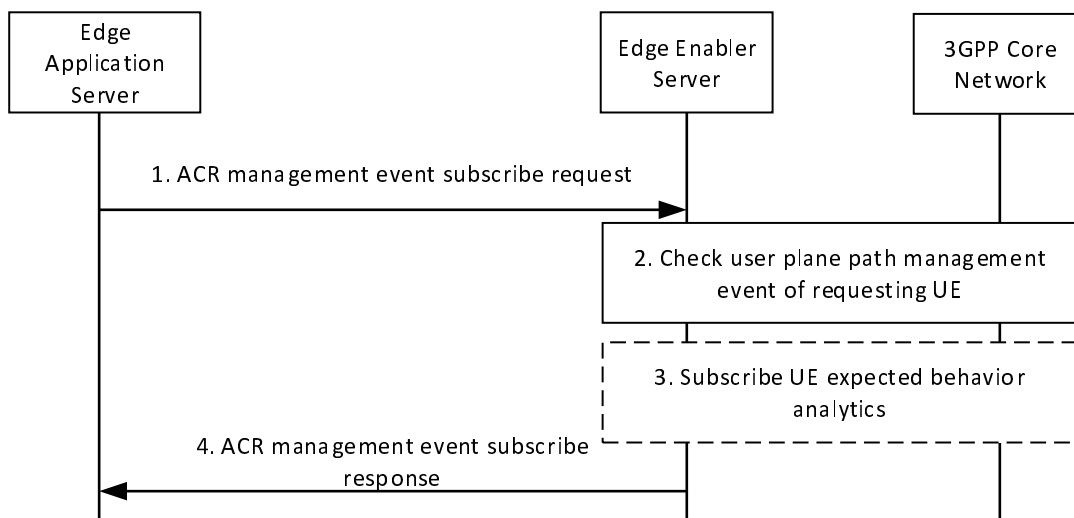 Edge
Application
Server
Edge Enabler
Server
3GPP Core
Network
1. ACR management event subscribe request
2. Check user plane path management
event of requesting UE
3. Subscribe UE expected behavior
analytics
4. ACR management event subscribe
response